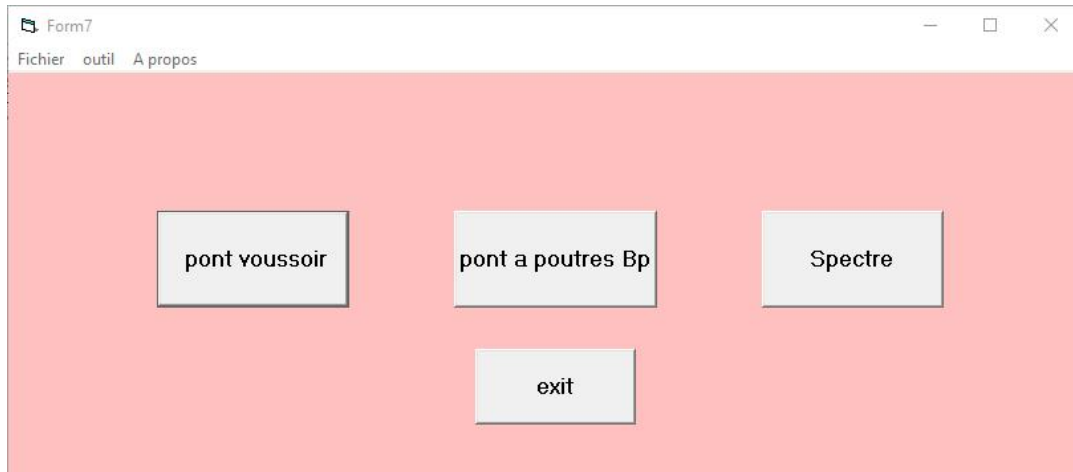 Form7
Fichier outil A propos
pont voussoir
pont a poutres Bp
Spectre
exit